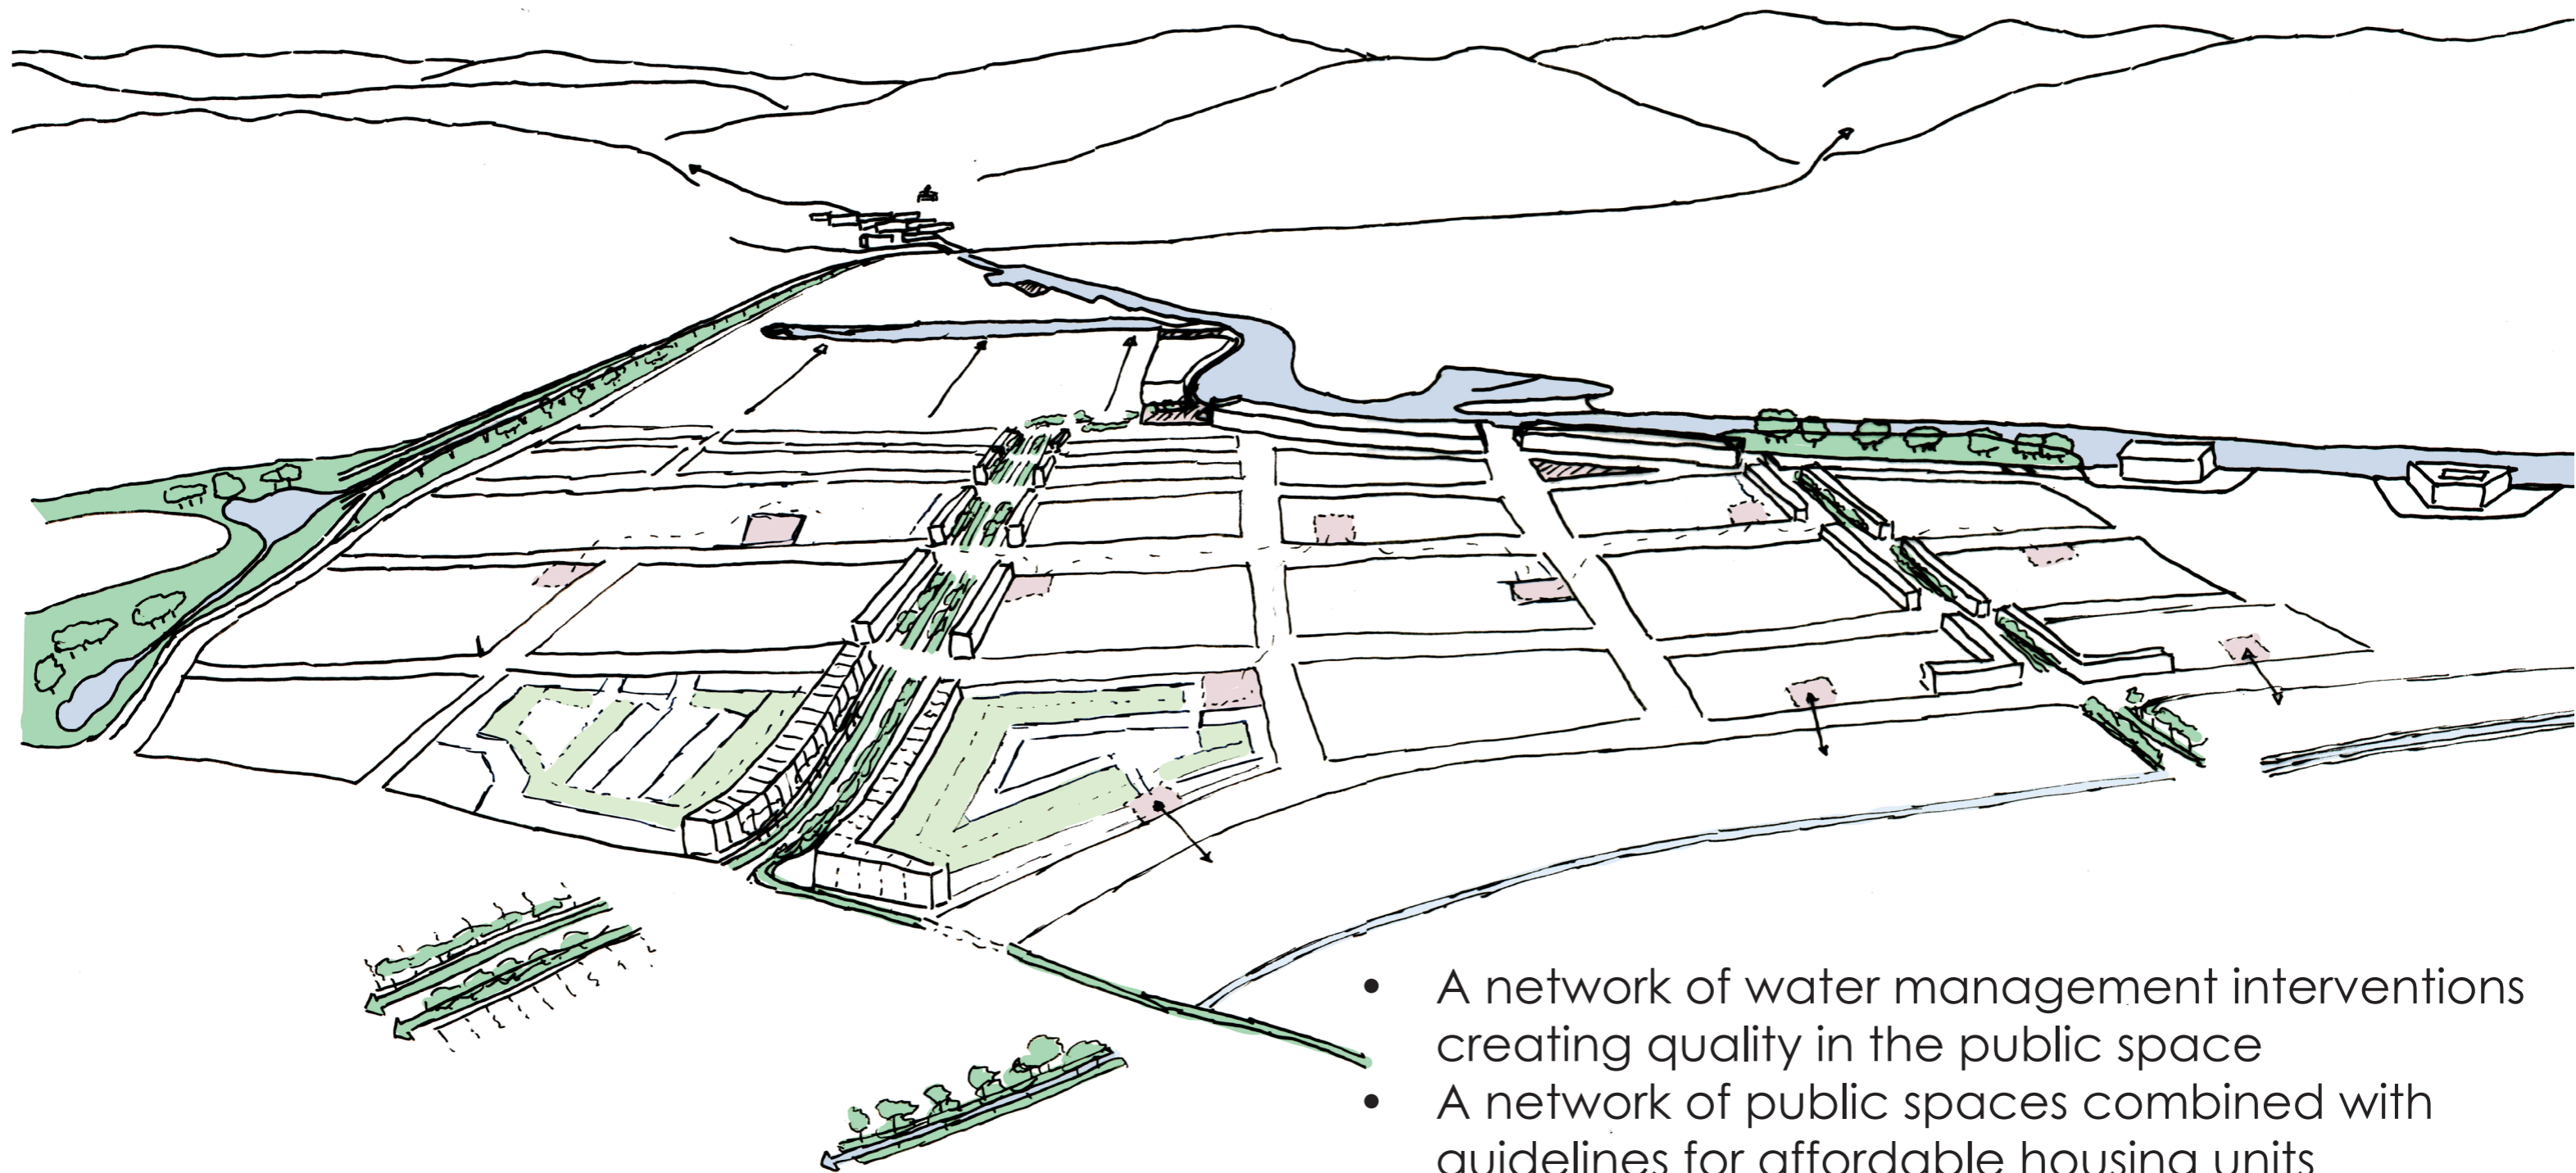 • A network of water management interventions
creating quality in the public space
• A network of public spaces combined with
guidelines for affordable housing units